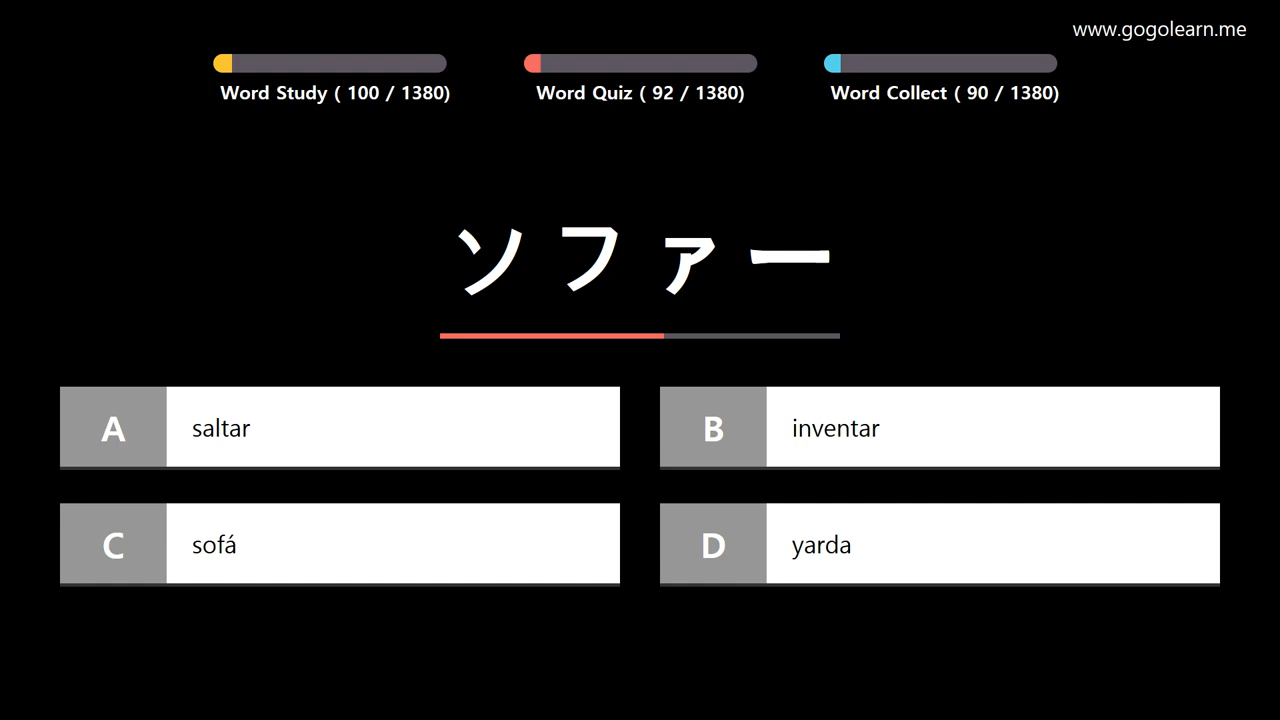 www.gogolearn.me
Word Study ( 100 / 1380)
Word Quiz ( 92 / 1380)
Word Collect ( 90 / 1380)
ソファー
A saltar
B inventar
C sofá
D yarda